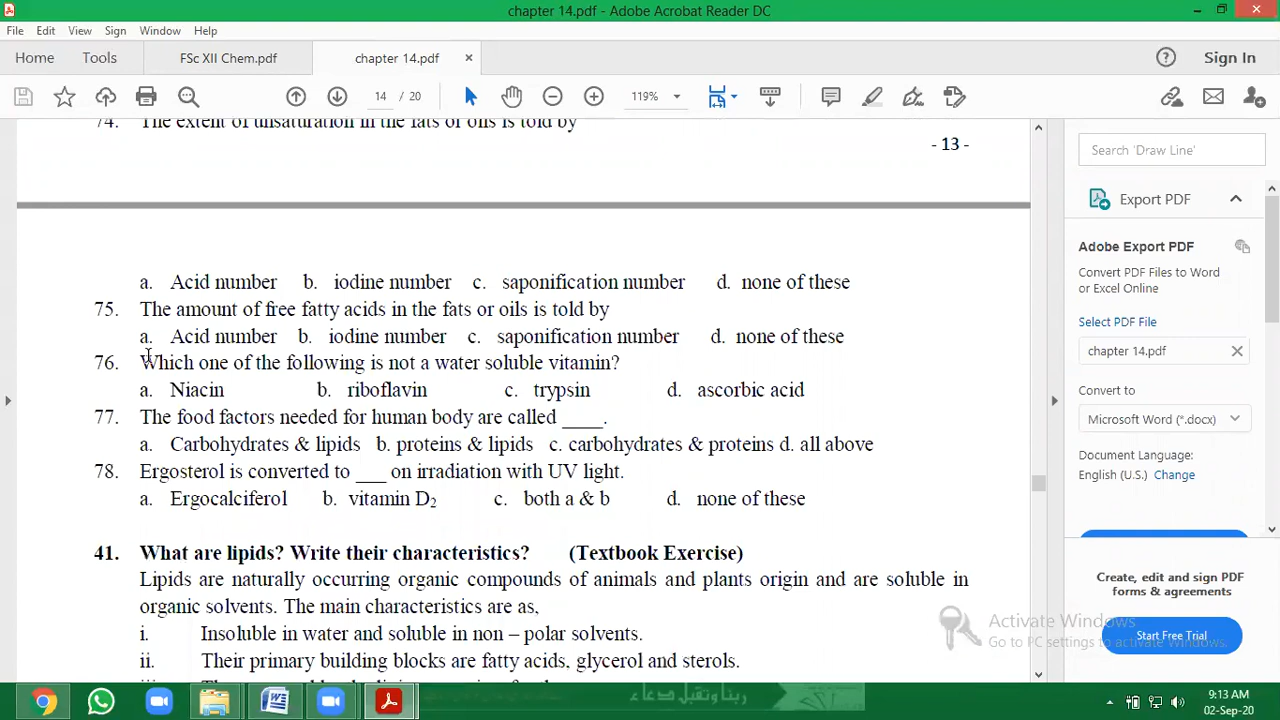 chapter 14.pdf - Adobe Acrobat Reader DC
File Edit View Sign Window Help
Home Tools FSc XII Chem.pdf chapter 14.pdf × Sign In
14 / 20 119%
74. The extent of unsaturation in the fats or oils is told by
- 13 -
a. Acid number b. iodine number c. saponification number d. none of these
75. The amount of free fatty acids in the fats or oils is told by
a. Acid number b. iodine number c. saponification number d. none of these
76. Which one of the following is not a water soluble vitamin?
a. Niacin b. riboflavin c. trypsin d. ascorbic acid
77. The food factors needed for human body are called ____.
a. Carbohydrates & lipids b. proteins & lipids c. carbohydrates & proteins d. all above
78. Ergosterol is converted to ___ on irradiation with UV light.
a. Ergocalciferol b. vitamin D₂ c. both a & b d. none of these
41. What are lipids? Write their characteristics? (Textbook Exercise)
Lipids are naturally occurring organic compounds of animals and plants origin and are soluble in
organic solvents. The main characteristics are as,
i. Insoluble in water and soluble in non – polar solvents.
ii. Their primary building blocks are fatty acids, glycerol and sterols.
Search 'Draw Line'
Export PDF
Adobe Export PDF
Convert PDF Files to Word
or Excel Online
Select PDF File
chapter 14.pdf
Convert to
Microsoft Word (*.docx)
Document Language:
English (U.S.) Change
Create, edit and sign PDF
forms & agreements
Start Free Trial
Activate Windows
Go to PC settings to activate Windows.
ربنا وتقبل دعاء
9:13 AM
02-Sep-20